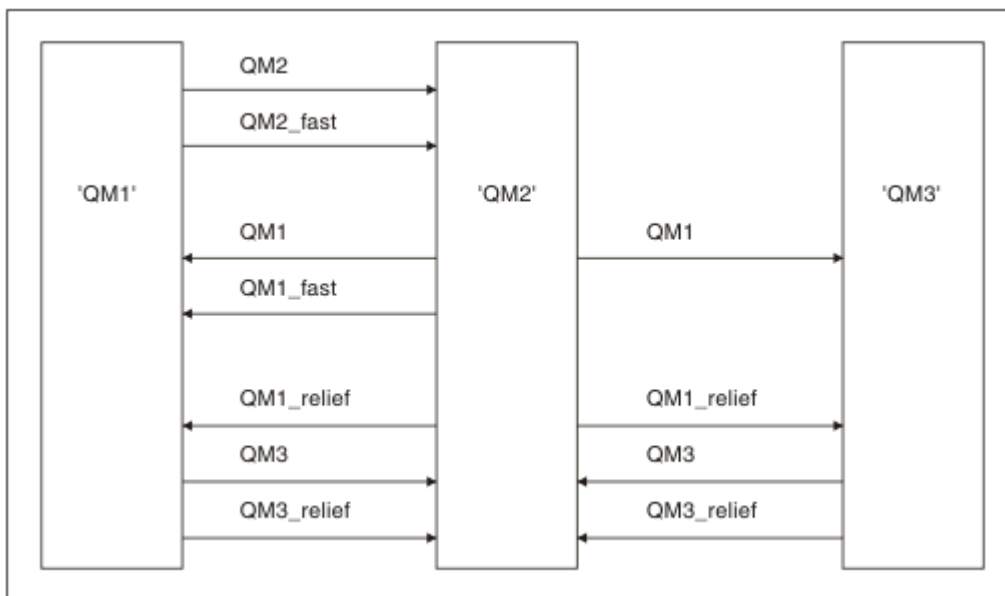 QM2
QM2_fast
'QM1' 'QM2' 'QM3'
QM1 QM1
QM1_fast
QM1_relief QM1_relief
QM3 QM3
QM3_relief QM3_relief